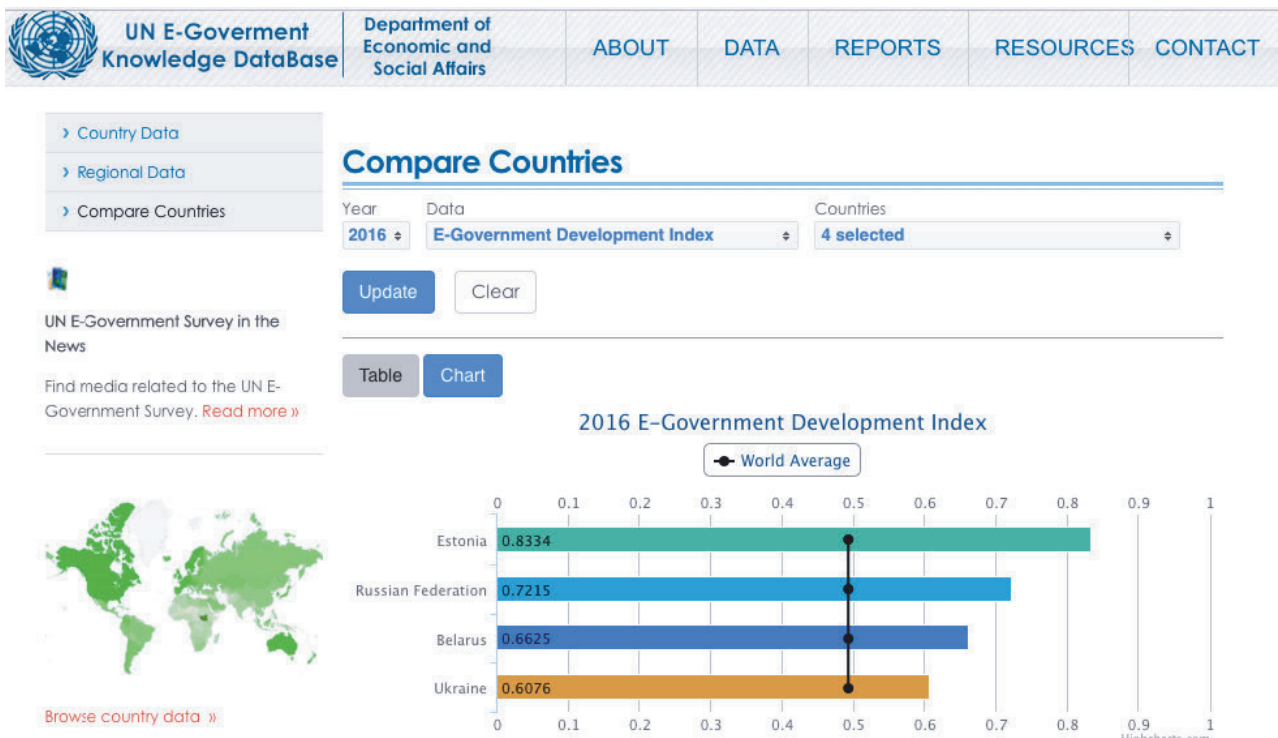 UN E-Goverment
Knowledge DataBase
Department of
Economic and
Social Affairs
ABOUT
DATA
REPORTS
RESOURCES
CONTACT
› Country Data
› Regional Data
› Compare Countries
UN E-Government Survey in the
News
Find media related to the UN E-
Government Survey. Read more »
Browse country data »
Compare Countries
Year
Data
Countries
2016
E-Government Development Index
4 selected
Update
Clear
Table
Chart
2016 E-Government Development Index
World Average
0 0.1 0.2 0.3 0.4 0.5 0.6 0.7 0.8 0.9 1
Estonia 0.8334
Russian Federation 0.7215
Belarus 0.6625
Ukraine 0.6076
0 0.1 0.2 0.3 0.4 0.5 0.6 0.7 0.8 0.9 1